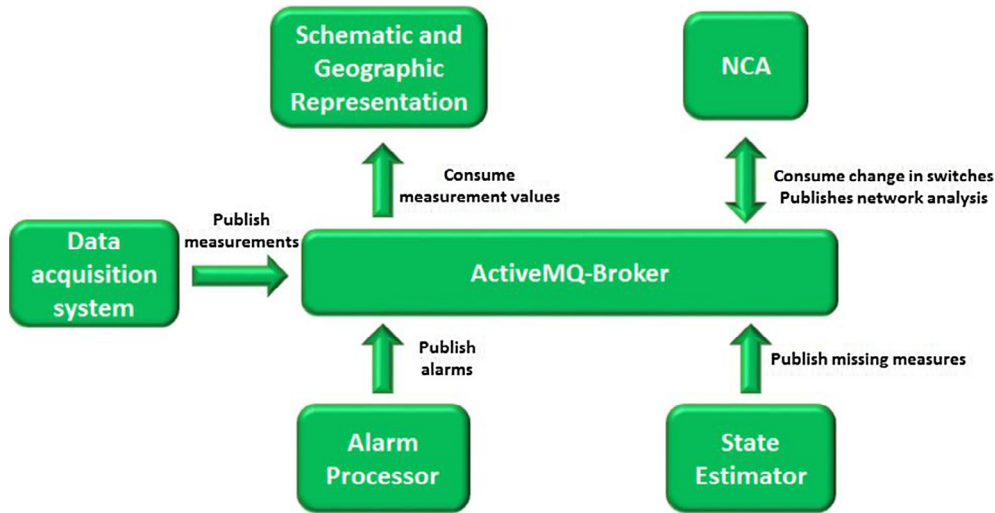 Schematic and
Geographic
Representation
NCA
Consume
measurement values
Consume change in switches
Publishes network analysis
Publish
measurements
Data
acquisition
system
ActiveMQ-Broker
Publish
alarms
Publish missing measures
Alarm
Processor
State
Estimator